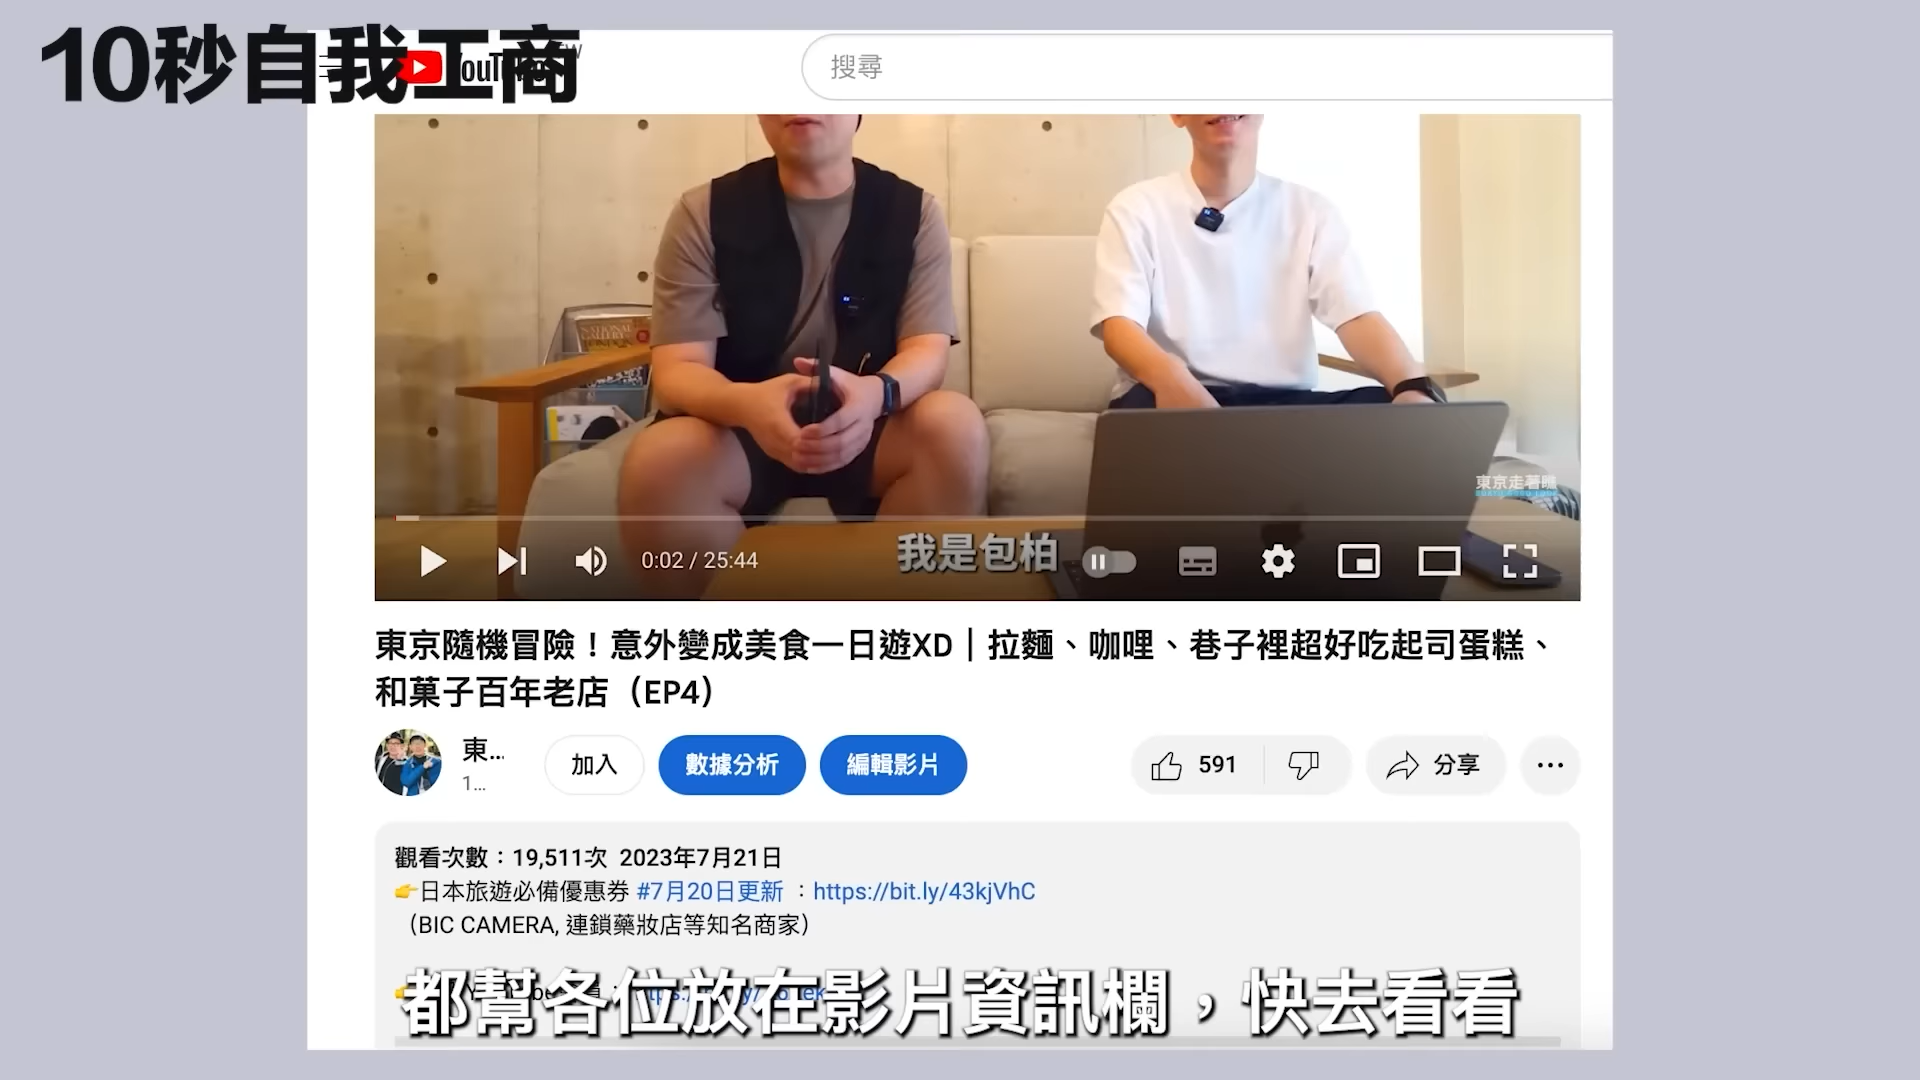 10秒自我工商
搜尋
NATIONAL
GALLERY
LONDON
東京走著瞧
0:02 / 25:44
我是包柏
東京隨機冒險！意外變成美食一日遊XD｜拉麵、咖哩、巷子裡超好吃起司蛋糕、
和菓子百年老店（EP4）
東...
1...
加入
數據分析
編輯影片
591
分享
觀看次數：19,511次 2023年7月21日
👉日本旅遊必備優惠券 #7月20日更新 ：https://bit.ly/43kjVhC
（BIC CAMERA, 連鎖藥妝店等知名商家）
都幫各位放在影片資訊欄，快去看看